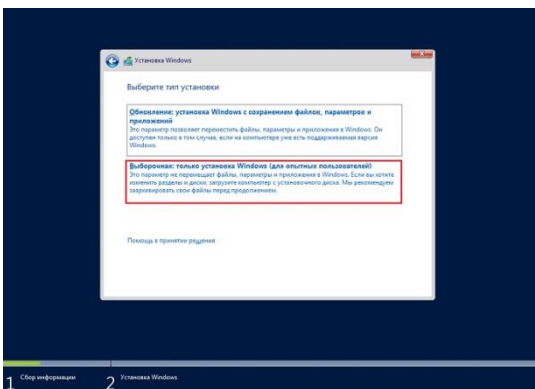 Установка Windows
Выберите тип установки
Обновление: установка Windows с сохранением файлов, параметров и
приложений
Это параметр позволяет переместить файлы, параметры и приложения в Windows. Он
доступен только в том случае, если на компьютере уже есть поддерживаемая версия
Windows.
Выборочная: только установка Windows (для опытных пользователей)
Это параметр не перемещает файлы, параметры и приложения в Windows. Если вы хотите
изменить разделы и диски, загрузите компьютер с установочного диска. Мы рекомендуем
заархивировать свои файлы перед продолжением.
Помощь в принятии решения
1 Сбор информации
2 Установка Windows